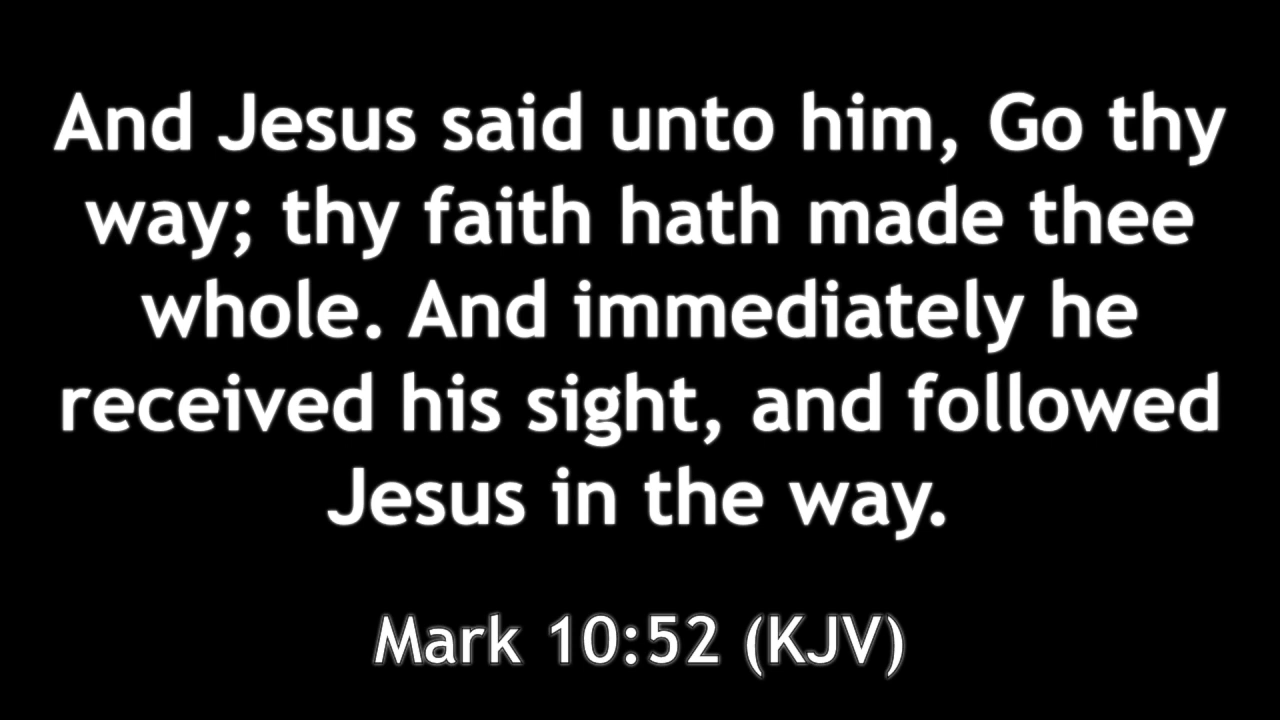 And Jesus said unto him, Go thy
way; thy faith hath made thee
whole. And immediately he
received his sight, and followed
Jesus in the way.
Mark 10:52 (KJV)